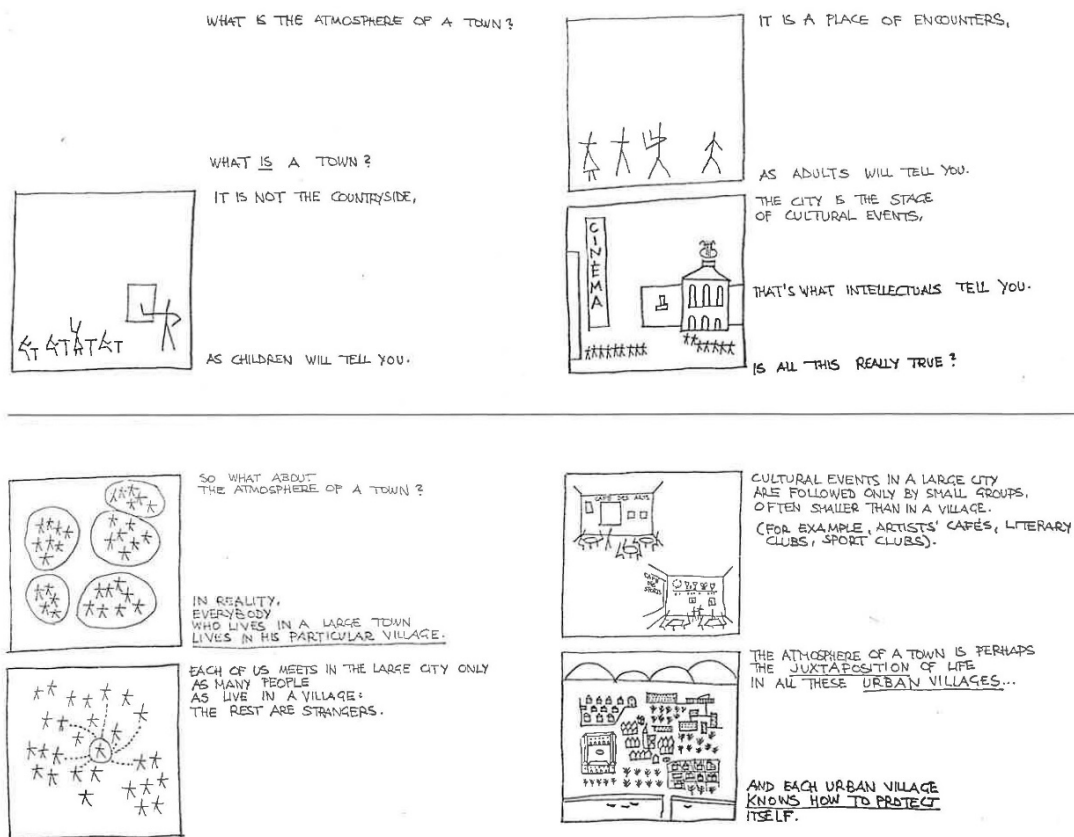 WHAT IS THE ATMOSPHERE OF A TOWN?
WHAT IS A TOWN?
IT IS NOT THE COUNTRYSIDE,
AS CHILDREN WILL TELL YOU.
IT IS A PLACE OF ENCOUNTERS,
AS ADULTS WILL TELL YOU.
THE CITY IS THE STAGE
OF CULTURAL EVENTS,
CINÉMA
THAT'S WHAT INTELLECTUALS TELL YOU.
IS ALL THIS REALLY TRUE?
SO WHAT ABOUT
THE ATMOSPHERE OF A TOWN?
IN REALITY,
EVERYBODY
WHO LIVES IN A LARGE TOWN
LIVES IN HIS PARTICULAR VILLAGE.
EACH OF US MEETS IN THE LARGE CITY ONLY
AS MANY PEOPLE
AS LIVE IN A VILLAGE:
THE REST ARE STRANGERS.
CULTURAL EVENTS IN A LARGE CITY
ARE FOLLOWED ONLY BY SMALL GROUPS,
OFTEN SMALLER THAN IN A VILLAGE.
(FOR EXAMPLE, ARTISTS' CAFÉS, LITERARY
CLUBS, SPORT CLUBS).
CAFÉ DES ARTS
CAFÉ
DES
SPORTS
THE ATMOSPHERE OF A TOWN IS PERHAPS
THE JUXTAPOSITION OF LIFE
IN ALL THESE URBAN VILLAGES...
AND EACH URBAN VILLAGE
KNOWS HOW TO PROTECT
ITSELF.